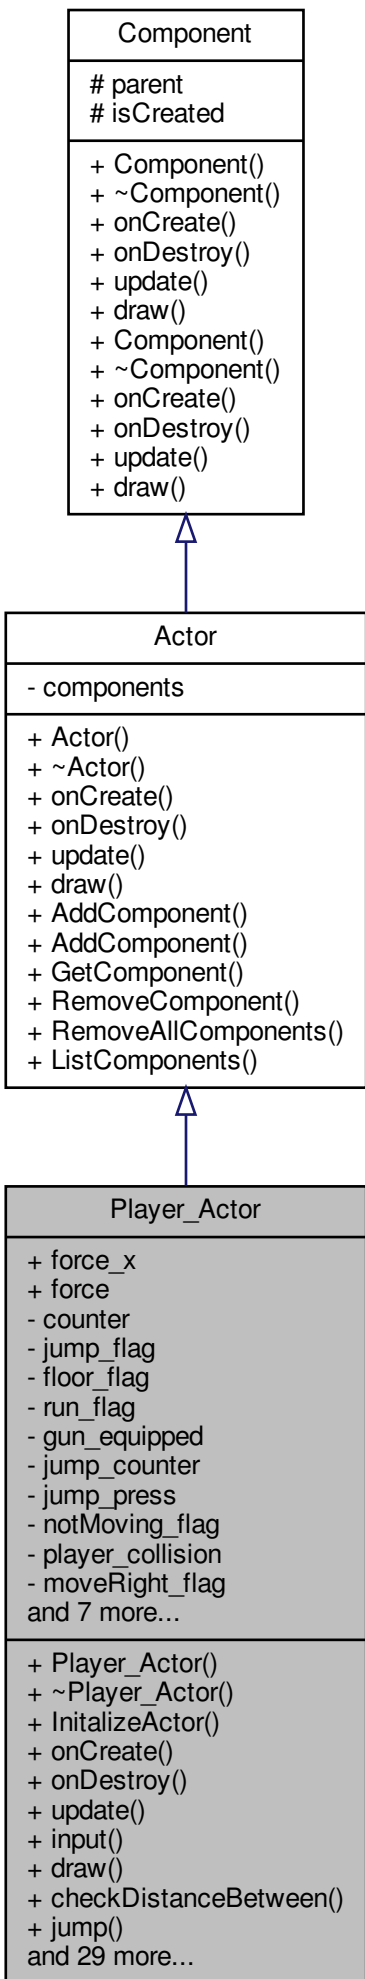 Component
# parent
# isCreated
+ Component()
+ ~Component()
+ onCreate()
+ onDestroy()
+ update()
+ draw()
+ Component()
+ ~Component()
+ onCreate()
+ onDestroy()
+ update()
+ draw()
Actor
- components
+ Actor()
+ ~Actor()
+ onCreate()
+ onDestroy()
+ update()
+ draw()
+ AddComponent()
+ AddComponent()
+ GetComponent()
+ RemoveComponent()
+ RemoveAllComponents()
+ ListComponents()
Player_Actor
+ force_x
+ force
- counter
- jump_flag
- floor_flag
- run_flag
- gun_equipped
- jump_counter
- jump_press
- notMoving_flag
- player_collision
- moveRight_flag
and 7 more...
+ Player_Actor()
+ ~Player_Actor()
+ InitalizeActor()
+ onCreate()
+ onDestroy()
+ update()
+ input()
+ draw()
+ checkDistanceBetween()
+ jump()
and 29 more...